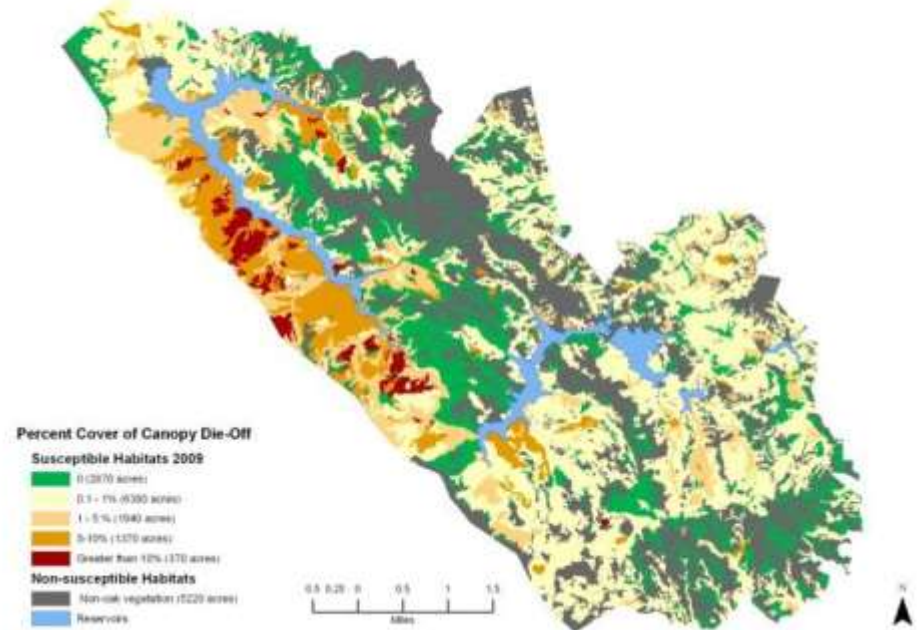 Percent Cover of Canopy Die-Off
Susceptible Habitats 2009
0 (2870 acres)
0.1 - 1% (6300 acres)
1 - 5 % (1940 acres)
5-10% (1370 acres)
Greater than 10% (370 acres)
Non-susceptible Habitats
Non-oak vegetation (5220 acres)
Reservoirs
0.5 0.25 0 0.5 1 1.5
Miles
N